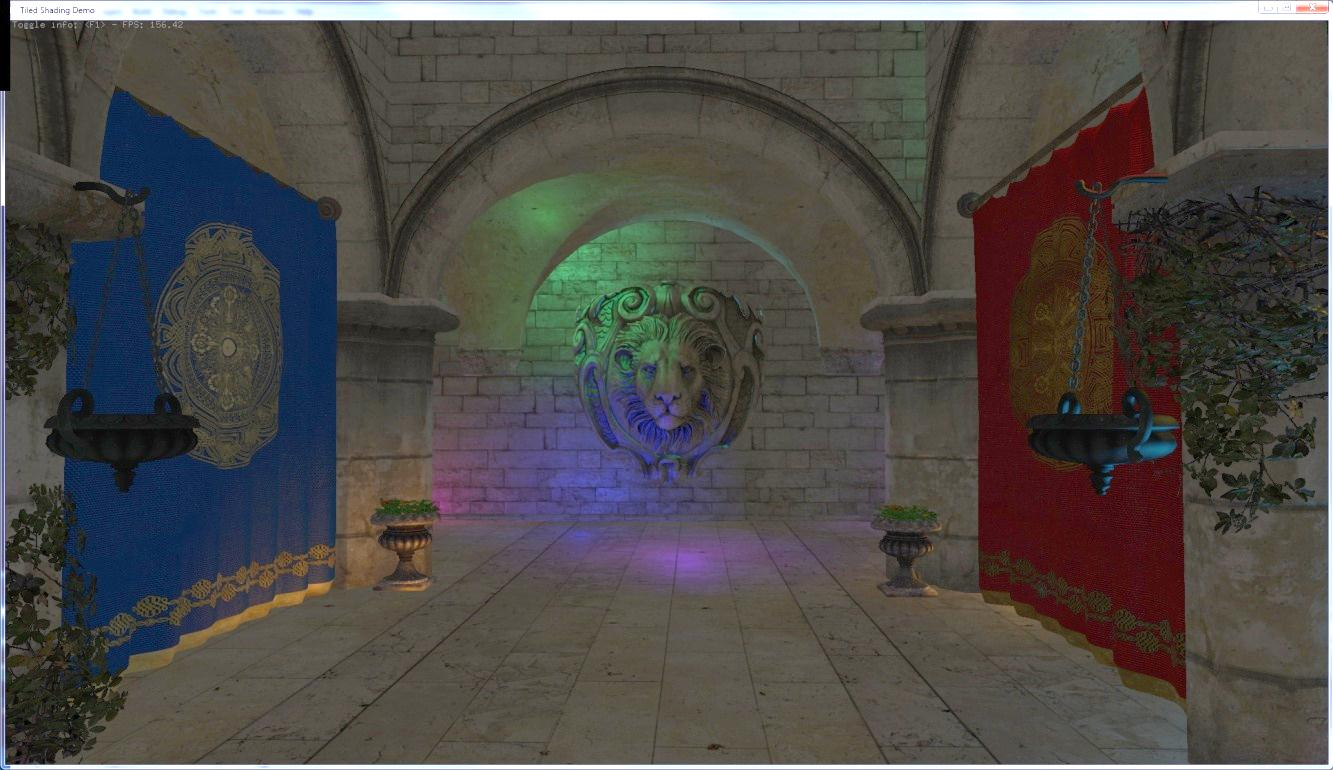 Tiled Shading Demo
Toggle info: <F1> - FPS: 156.42